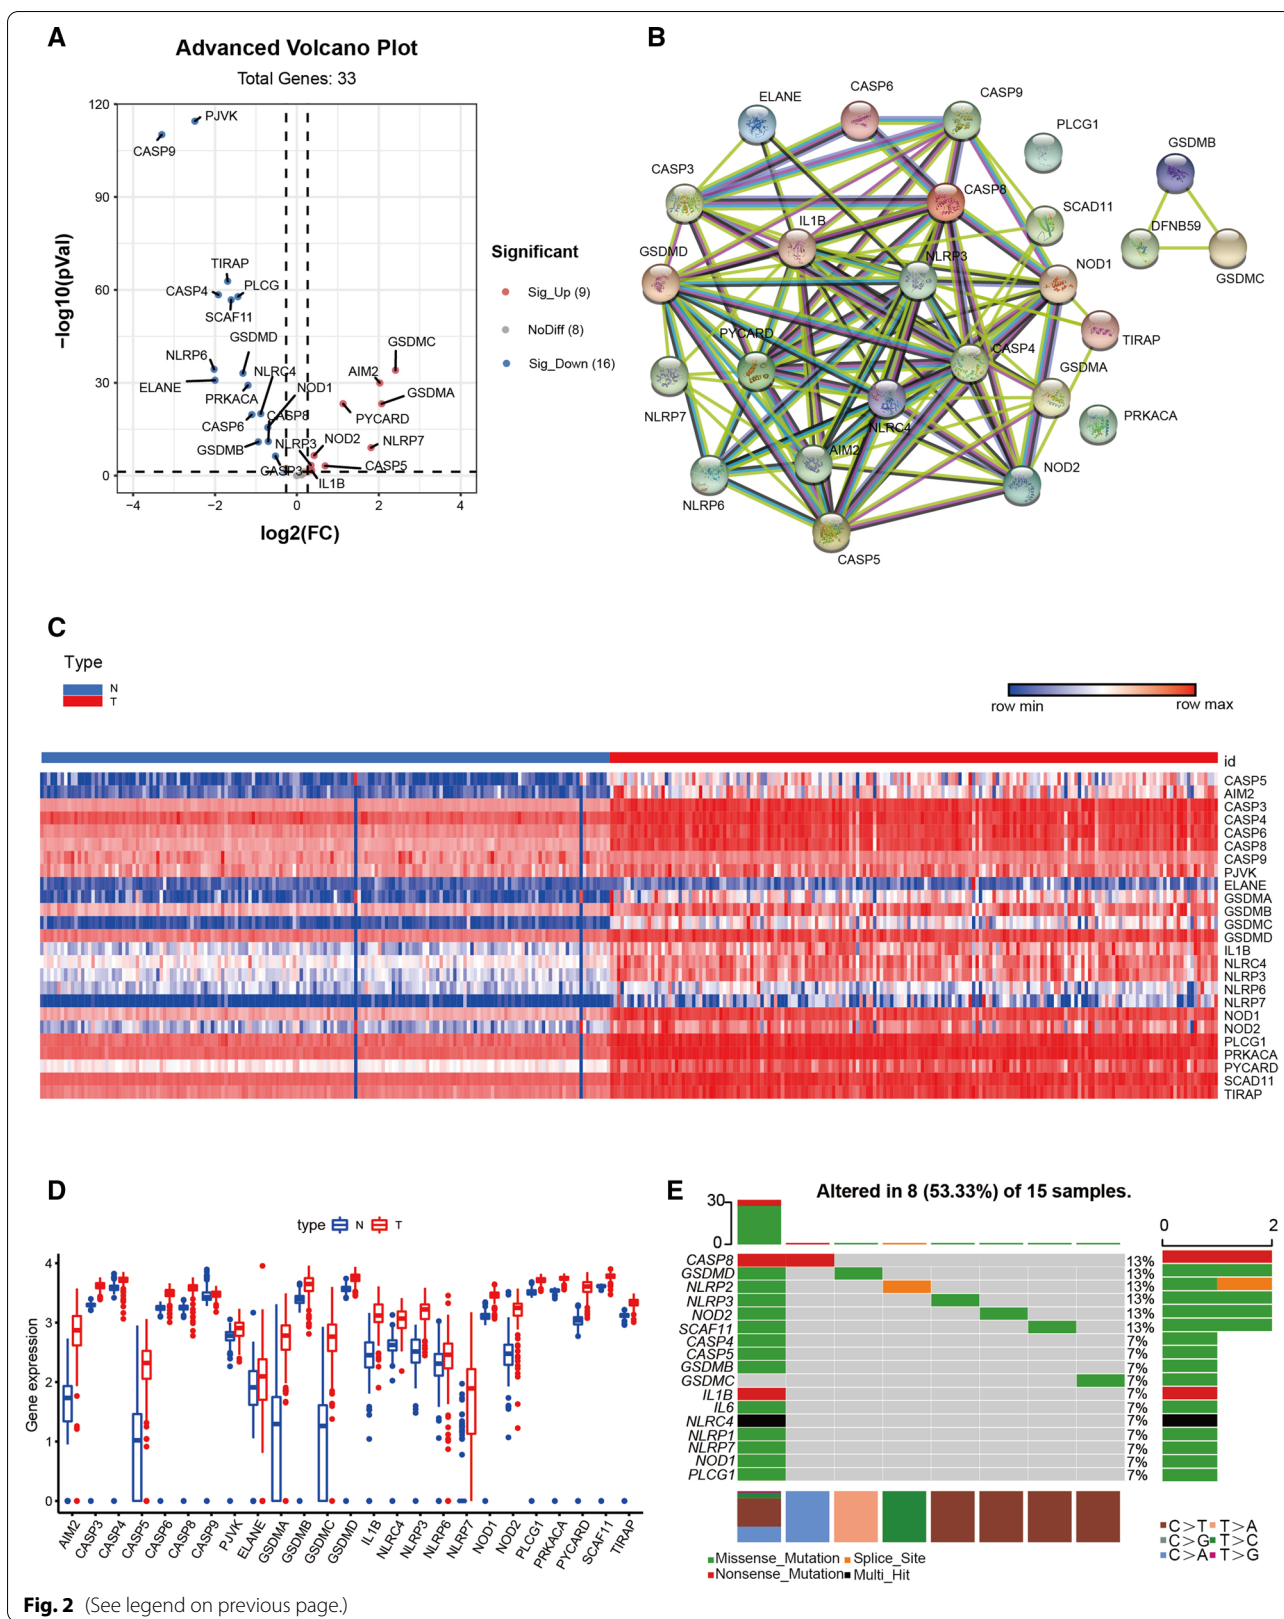 A
Advanced Volcano Plot
Total Genes: 33
120
90
60
30
0
−4
−2
0
2
4
−log10(pVal)
log2(FC)
PJVK
CASP9
TIRAP
CASP4
PLCG
SCAF11
GSDMD
NLRP6
NLRC4
ELANE
NOD1
PRKACA
CASP8
CASP6
GSDMB
NLRP3
CASP3
GSDMC
AIM2
GSDMA
PYCARD
NOD2
NLRP7
CASP5
IL1B
Significant
Sig_Up (9)
NoDiff (8)
Sig_Down (16)
B
ELANE
CASP6
CASP9
PLCG1
GSDMB
CASP3
CASP8
SCAD11
IL1B
DFNB59
GSDMD
NLRP3
NOD1
GSDMC
PYCARD
CASP4
TIRAP
GSDMA
NLRP7
NLRC4
PRKACA
AIM2
NOD2
NLRP6
CASP5
C
Type
N
T
row min
row max
id
CASP5
AIM2
CASP3
CASP4
CASP6
CASP8
CASP9
PJVK
ELANE
GSDMA
GSDMB
GSDMC
GSDMD
IL1B
NLRC4
NLRP3
NLRP6
NLRP7
NOD1
NOD2
PLCG1
PRKACA
PYCARD
SCAD11
TIRAP
D
type N T
Gene expression
4
3
2
1
0
AIM2
CASP3
CASP4
CASP5
CASP6
CASP8
CASP9
PJVK
ELANE
GSDMA
GSDMB
GSDMC
GSDMD
IL1B
NLRC4
NLRP3
NLRP6
NLRP7
NOD1
NOD2
PLCG1
PRKACA
PYCARD
SCAF11
TIRAP
E
Altered in 8 (53.33%) of 15 samples.
30
0
0
2
CASP8 13%
GSDMD 13%
NLRP2 13%
NLRP3 13%
NOD2 13%
SCAF11 13%
CASP4 7%
CASP5 7%
GSDMB 7%
GSDMC 7%
IL1B 7%
IL6 7%
NLRC4 7%
NLRP1 7%
NLRP7 7%
NOD1 7%
PLCG1 7%
Missense_Mutation Splice_Site
Nonsense_Mutation Multi_Hit
C>T T>A
C>G T>C
C>A T>G
Fig. 2 (See legend on previous page.)